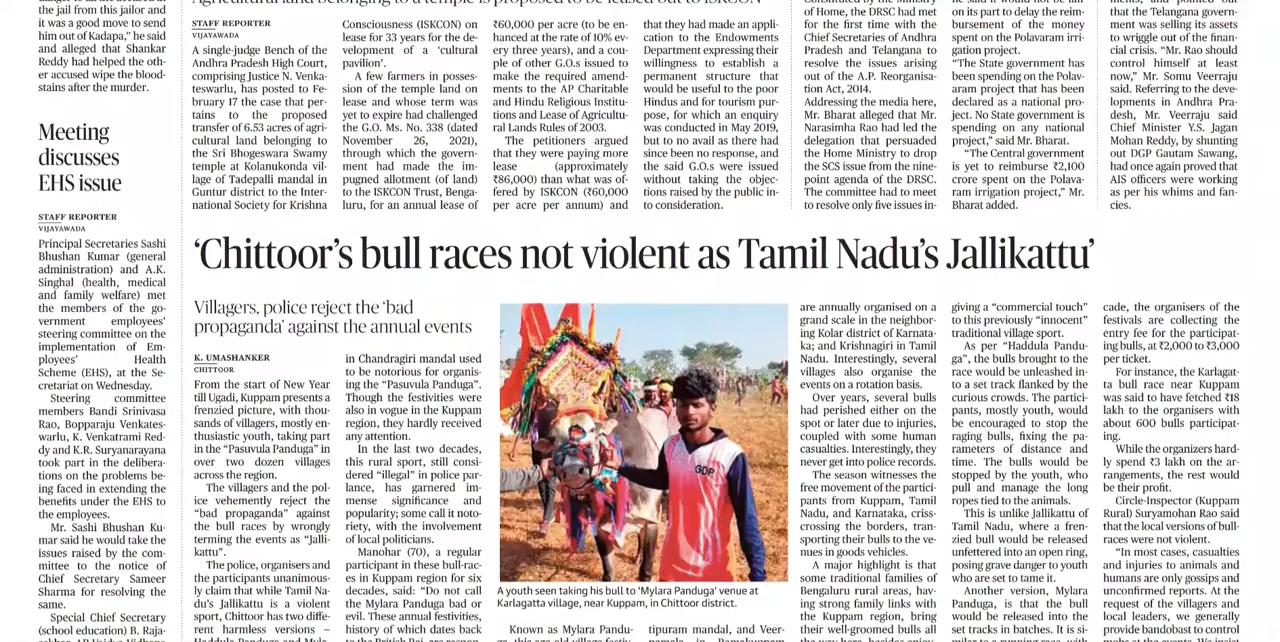 the jail from this jailor and
it was a good move to send
him out of Kadapa," he said
and alleged that Shankar
Reddy had helped the oth-
er accused wipe the blood-
stains after the murder.
Meeting
discusses
EHS issue
STAFF REPORTER
VIJAYAWADA
Principal Secretaries Sashi
Bhushan Kumar (general
administration) and A.K.
Singhal (health, medical
and family welfare) met
the members of the go-
vernment employees'
steering committee on the
implementation of Em-
ployees' Health
Scheme (EHS), at the Se-
cretariat on Wednesday.
Steering committee
members Bandi Srinivasa
Rao, Bopparaju Venkates-
warlu, K. Venkatrami Red-
dy and K.R. Suryanarayana
took part in the delibera-
tions on the problems be-
ing faced in extending the
benefits under the EHS to
the employees.
Mr. Sashi Bhushan Ku-
mar said he would take the
issues raised by the com-
mittee to the notice of
Chief Secretary Sameer
Sharma for resolving the
same.
Special Chief Secretary
(school education) B. Raja-
Agricultural land belonging to a temple is proposed to be leased out to ISKCON
STAFF REPORTER
VIJAYAWADA
A single-judge Bench of the
Andhra Pradesh High Court,
comprising Justice N. Venka-
teswarlu, has posted to Fe-
bruary 17 the case that per-
tains to the proposed
transfer of 6.53 acres of agri-
cultural land belonging to
the Sri Bhogeswara Swamy
temple at Kolanukonda vil-
lage of Tadepalli mandal in
Guntur district to the Inter-
national Society for Krishna
Consciousness (ISKCON) on
lease for 33 years for the de-
velopment of a 'cultural
pavilion'.
A few farmers in posses-
sion of the temple land on
lease and whose term was
yet to expire had challenged
the G.O. Ms. No. 338 (dated
November 26, 2021),
through which the govern-
ment had made the im-
pugned allotment (of land)
to the ISKCON Trust, Benga-
luru, for an annual lease of
₹60,000 per acre (to be en-
hanced at the rate of 10% ev-
ery three years), and a cou-
ple of other G.O.s issued to
make the required amend-
ments to the AP Charitable
and Hindu Religious Institu-
tions and Lease of Agricultu-
ral Lands Rules of 2003.
The petitioners argued
that they were paying more
lease (approximately
₹86,000) than what was of-
fered by ISKCON (₹60,000
per acre per annum) and
that they had made an appli-
cation to the Endowments
Department expressing their
willingness to establish a
permanent structure that
would be useful to the poor
Hindus and for tourism pur-
pose, for which an enquiry
was conducted in May 2019,
but to no avail as there had
since been no response, and
the said G.O.s were issued
without taking the objec-
tions raised by the public in-
to consideration.
of Home, the DRSC had met
for the first time with the
Chief Secretaries of Andhra
Pradesh and Telangana to
resolve the issues arising
out of the A.P. Reorganisa-
tion Act, 2014.
Addressing the media here,
Mr. Bharat alleged that Mr.
Narasimha Rao had led the
delegation that persuaded
the Home Ministry to drop
the SCS issue from the nine-
point agenda of the DRSC.
The committee had to meet
to resolve only five issues in-
on its part to delay the reim-
bursement of the money
spent on the Polavaram irri-
gation project.
"The State government
has been spending on the Polav-
aram project that has been
declared as a national pro-
ject. No State government is
spending on any national
project," said Mr. Bharat.
"The Central government
is yet to reimburse ₹2,100
crore spent on the Polava-
ram irrigation project," Mr.
Bharat added.
that the Telangana govern-
ment was selling its assets
to wriggle out of the finan-
cial crisis. "Mr. Rao should
control himself at least
now," Mr. Somu Veerraju
said. Referring to the deve-
lopments in Andhra Pra-
desh, Mr. Veerraju said
Chief Minister Y.S. Jagan
Mohan Reddy, by shunting
out DGP Gautam Sawang,
had once again proved that
AIS officers were working
as per his whims and fan-
cies.
'Chittoor's bull races not violent as Tamil Nadu's Jallikattu'
Villagers, police reject the 'bad
propaganda' against the annual events
K. UMASHANKER
CHITTOOR
From the start of New Year
till Ugadi, Kuppam presents a
frenzied picture, with thou-
sands of villagers, mostly en-
thusiastic youth, taking part
in the "Pasuvula Panduga" in
over two dozen villages
across the region.
The villagers and the pol-
ice vehemently reject the
"bad propaganda" against
the bull races by wrongly
terming the events as "Jalli-
kattu".
The police, organisers and
the participants unanimous-
ly claim that while Tamil Na-
du's Jallikattu is a violent
sport, Chittoor has two diffe-
rent harmless versions –
in Chandragiri mandal used
to be notorious for organis-
ing the "Pasuvula Panduga".
Though the festivities were
also in vogue in the Kuppam
region, they hardly received
any attention.
In the last two decades,
this rural sport, still consi-
dered "illegal" in police par-
lance, has garnered im-
mense significance and
popularity; some call it noto-
riety, with the involvement
of local politicians.
Manohar (70), a regular
participant in these bull-rac-
es in Kuppam region for six
decades, said: "Do not call
the Mylara Panduga bad or
evil. These annual festivities,
history of which dates back
GDP
A youth seen taking his bull to 'Mylara Panduga' venue at
Karlagatta village, near Kuppam, in Chittoor district.
Known as Mylara Pandu-
tipuram mandal, and Veer-
are annually organised on a
grand scale in the neighbor-
ing Kolar district of Karnata-
ka; and Krishnagiri in Tamil
Nadu. Interestingly, several
villages also organise the
events on a rotation basis.
Over years, several bulls
had perished either on the
spot or later due to injuries,
coupled with some human
casualties. Interestingly, they
never get into police records.
The season witnesses the
free movement of the partici-
pants from Kuppam, Tamil
Nadu, and Karnataka, criss-
crossing the borders, tran-
sporting their bulls to the ve-
nues in goods vehicles.
A major highlight is that
some traditional families of
Bengaluru rural areas, hav-
ing strong family links with
the Kuppam region, bring
their well-groomed bulls all
giving a "commercial touch"
to this previously "innocent"
traditional village sport.
As per "Haddula Pandu-
ga", the bulls brought to the
race would be unleashed in-
to a set track flanked by the
curious crowds. The partici-
pants, mostly youth, would
be encouraged to stop the
raging bulls, fixing the pa-
rameters of distance and
time. The bulls would be
stopped by the youth, who
pull and manage the long
ropes tied to the animals.
This is unlike Jallikattu of
Tamil Nadu, where a fren-
zied bull would be released
unfettered into an open ring,
posing grave danger to youth
who are set to tame it.
Another version, Mylara
Panduga, is that the bull
would be released into the
set tracks in batches. It is si-
cade, the organisers of the
festivals are collecting the
entry fee for the participat-
ing bulls, at ₹2,000 to ₹3,000
per ticket.
For instance, the Karlagat-
ta bull race near Kuppam
was said to have fetched ₹18
lakh to the organisers with
about 600 bulls participat-
ing.
While the organizers hard-
ly spend ₹3 lakh on the ar-
rangements, the rest would
be their profit.
Circle-Inspector (Kuppam
Rural) Suryamohan Rao said
that the local versions of bull-
races were not violent.
"In most cases, casualties
and injuries to animals and
humans are only gossips and
unconfirmed reports. At the
request of the villagers and
local leaders, we generally
provide bandobast to control